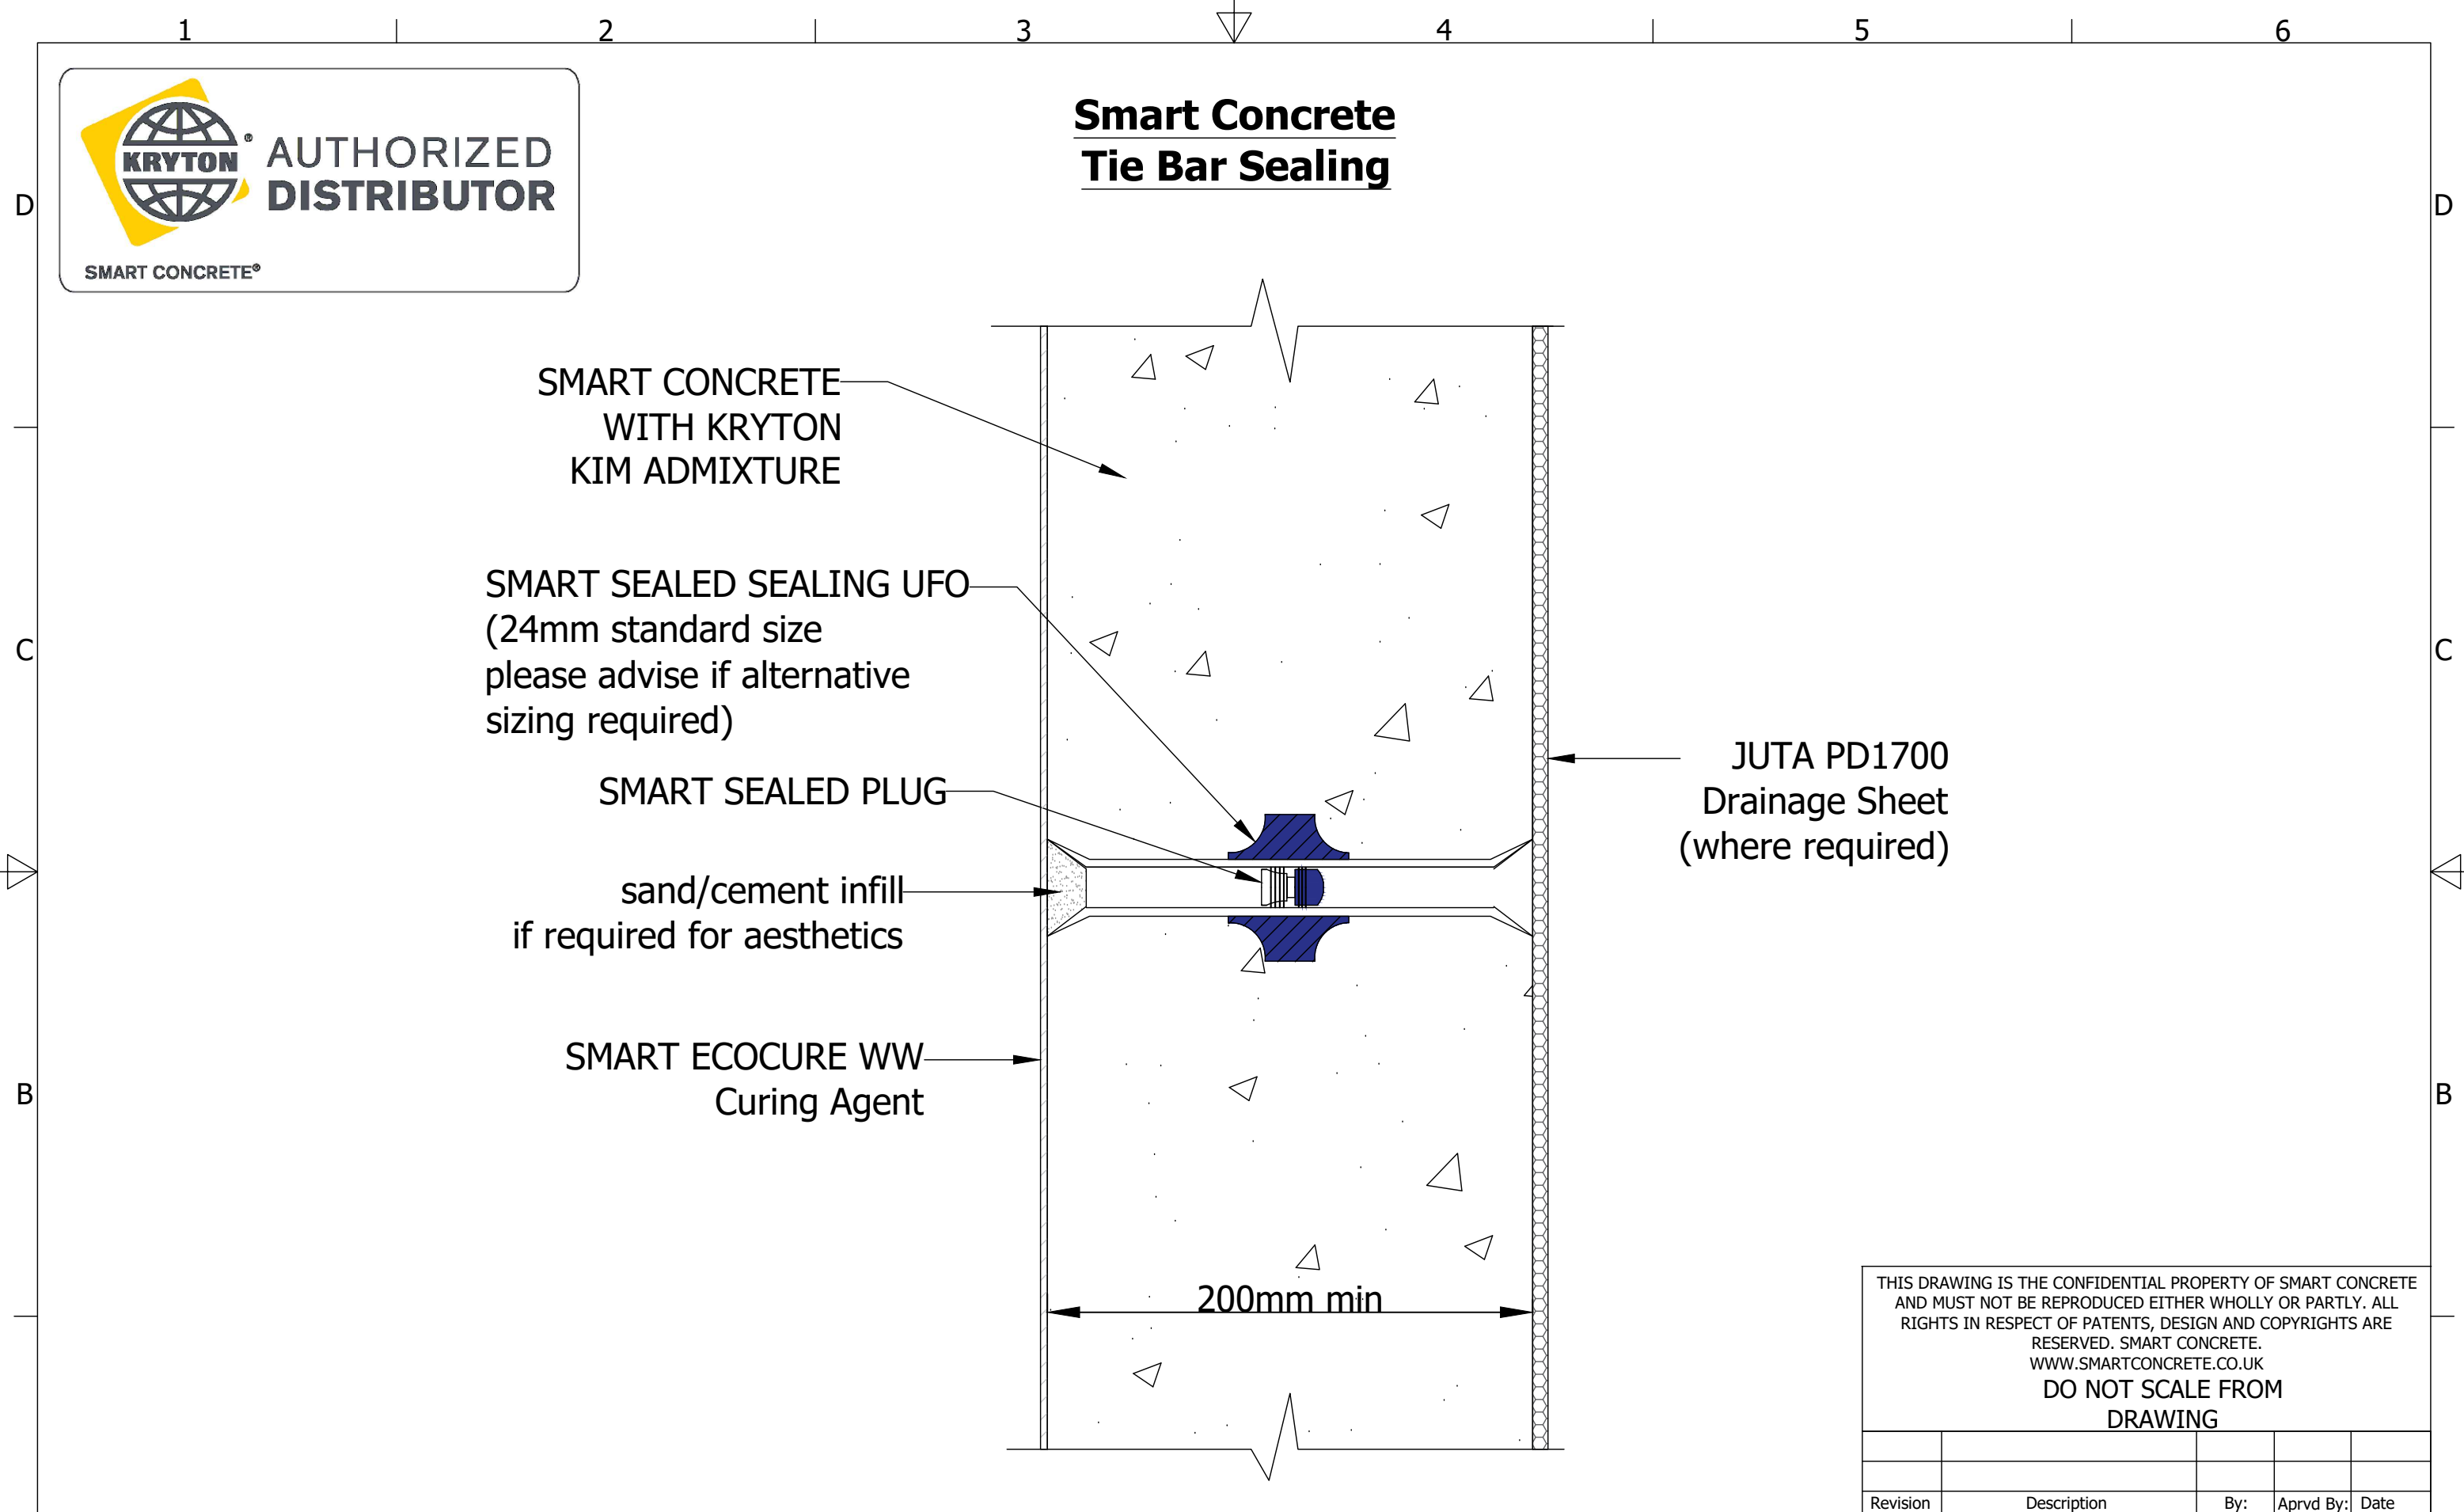 1 2 3 4 5 6
KRYTON
®
AUTHORIZED
DISTRIBUTOR
SMART CONCRETE®
Smart Concrete
Tie Bar Sealing
D D
SMART CONCRETE
WITH KRYTON
KIM ADMIXTURE
SMART SEALED SEALING UFO
(24mm standard size
please advise if alternative
sizing required)
C C
SMART SEALED PLUG
JUTA PD1700
Drainage Sheet
(where required)
sand/cement infill
if required for aesthetics
SMART ECOCURE WW
Curing Agent
B B
200mm min
THIS DRAWING IS THE CONFIDENTIAL PROPERTY OF SMART CONCRETE
AND MUST NOT BE REPRODUCED EITHER WHOLLY OR PARTLY. ALL
RIGHTS IN RESPECT OF PATENTS, DESIGN AND COPYRIGHTS ARE
RESERVED. SMART CONCRETE.
WWW.SMARTCONCRETE.CO.UK
DO NOT SCALE FROM
DRAWING
Revision Description By: Aprvd By: Date